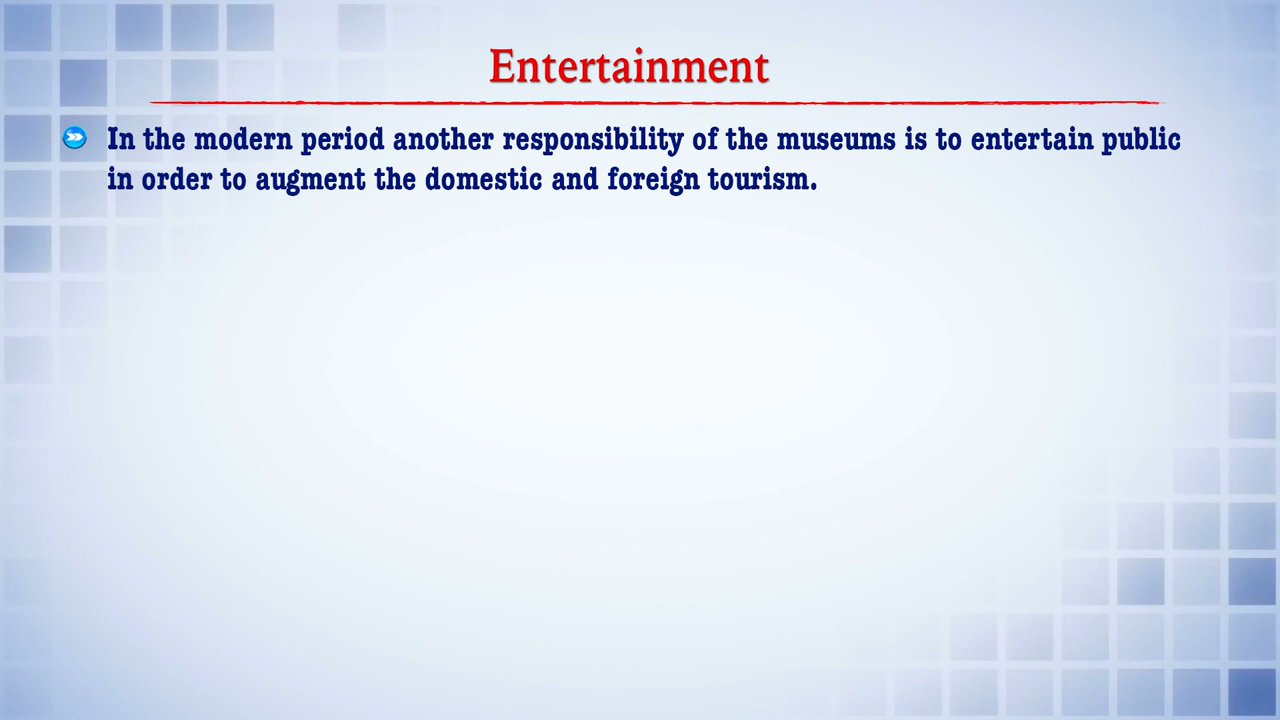 Entertainment
In the modern period another responsibility of the museums is to entertain public
in order to augment the domestic and foreign tourism.